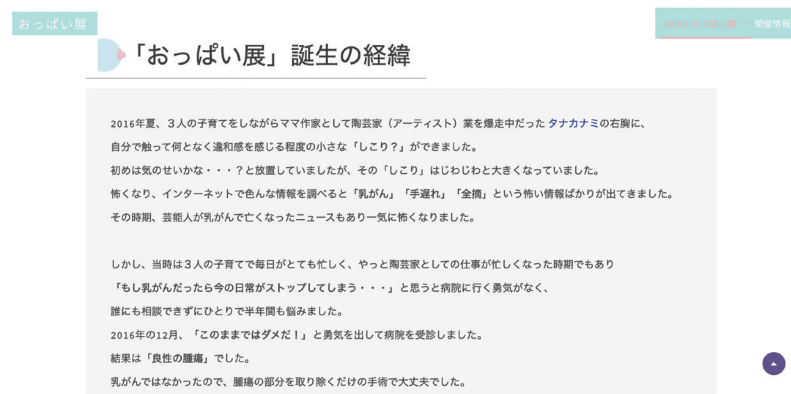 おっぱい展
開催情報
「おっぱい展」誕生の経緯
2016年夏、３人の子育てをしながらママ作家として陶芸家（アーティスト）業を爆走中だった タナカナミの右胸に、
自分で触って何となく違和感を感じる程度の小さな「しこり？」ができました。
初めは気のせいかな・・・？と放置していましたが、その「しこり」はじわじわと大きくなっていました。
怖くなり、インターネットで色んな情報を調べると「乳がん」「手遅れ」「全摘」という怖い情報ばかりが出てきました。
その時期、芸能人が乳がんで亡くなったニュースもあり一気に怖くなりました。
しかし、当時は３人の子育てで毎日がとても忙しく、やっと陶芸家としての仕事が忙しくなった時期でもあり
「もし乳がんだったら今の日常がストップしてしまう・・・」と思うと病院に行く勇気がなく、
誰にも相談できずにひとりで半年間も悩みました。
2016年の12月、「このままではダメだ！」と勇気を出して病院を受診しました。
結果は「良性の腫瘍」でした。
乳がんではなかったので、腫瘍の部分を取り除くだけの手術で大丈夫でした。